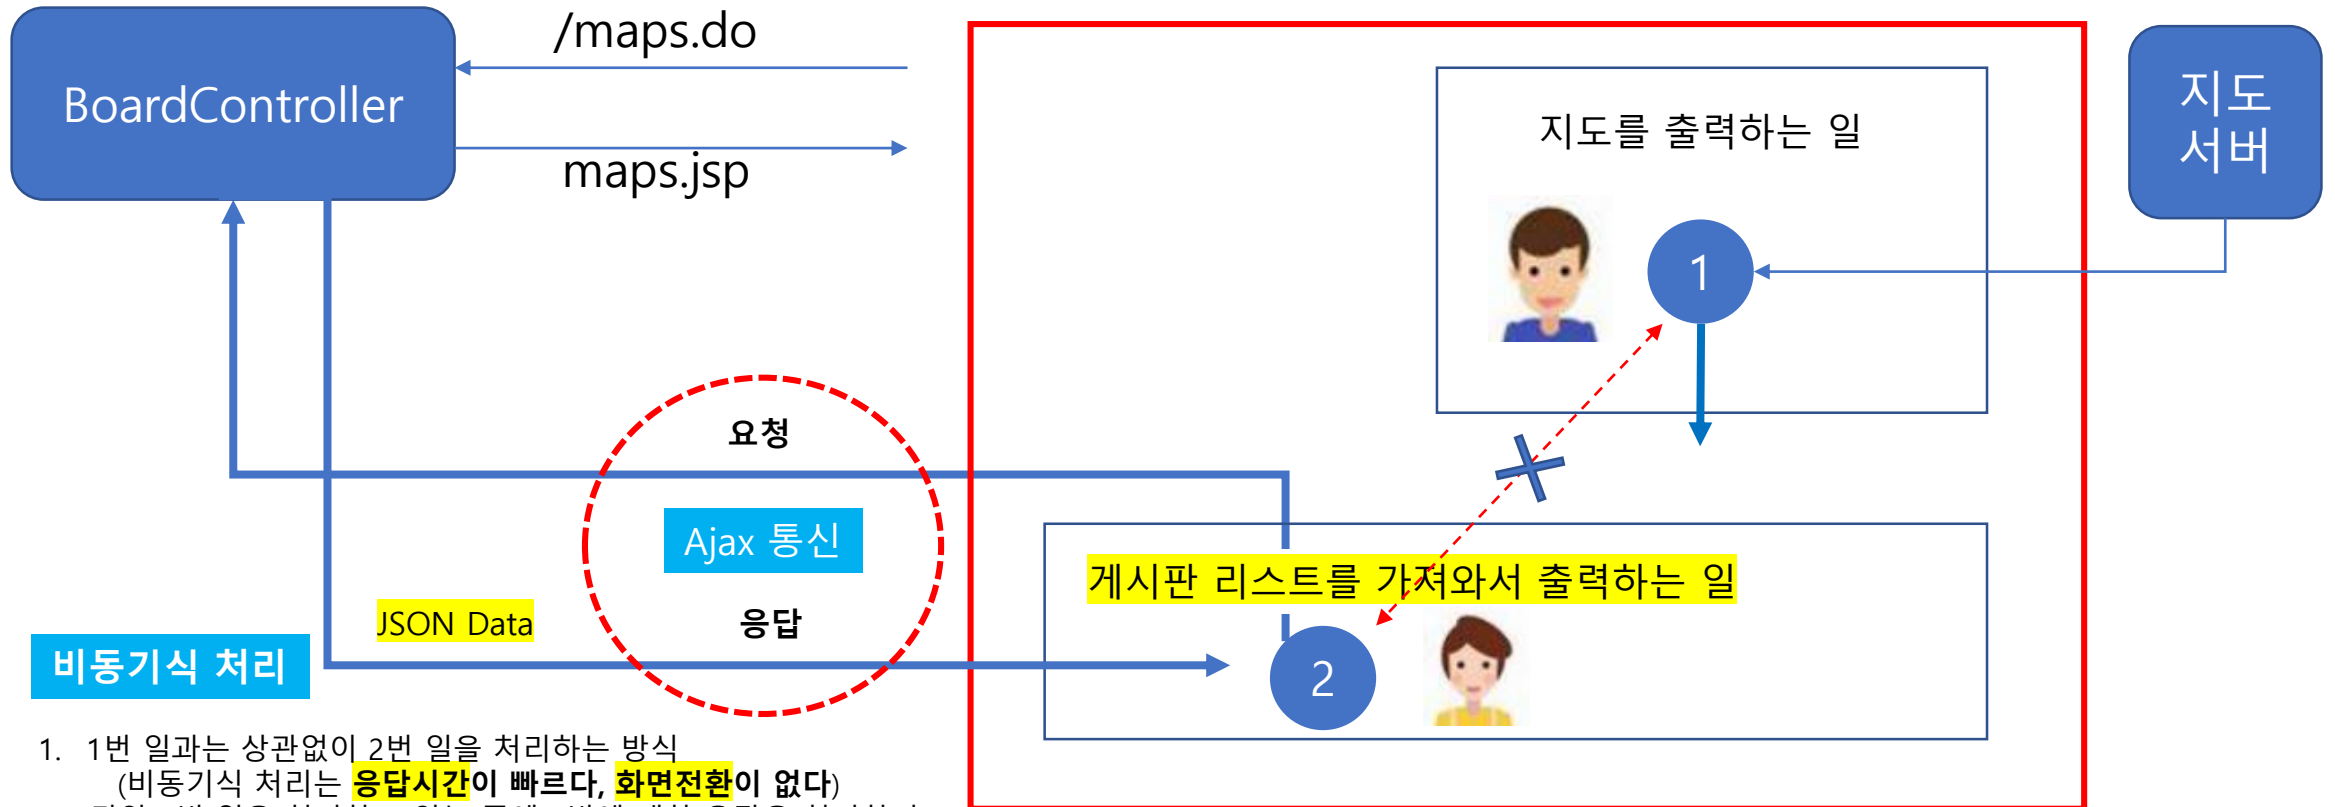 /maps.do
BoardController
maps.jsp
지도를 출력하는 일
지도
서버
1
요청
Ajax 통신
응답
JSON Data
게시판 리스트를 가져와서 출력하는 일
2
비동기식 처리
1. 1번 일과는 상관없이 2번 일을 처리하는 방식
(비동기식 처리는 응답시간이 빠르다, 화면전환이 없다)